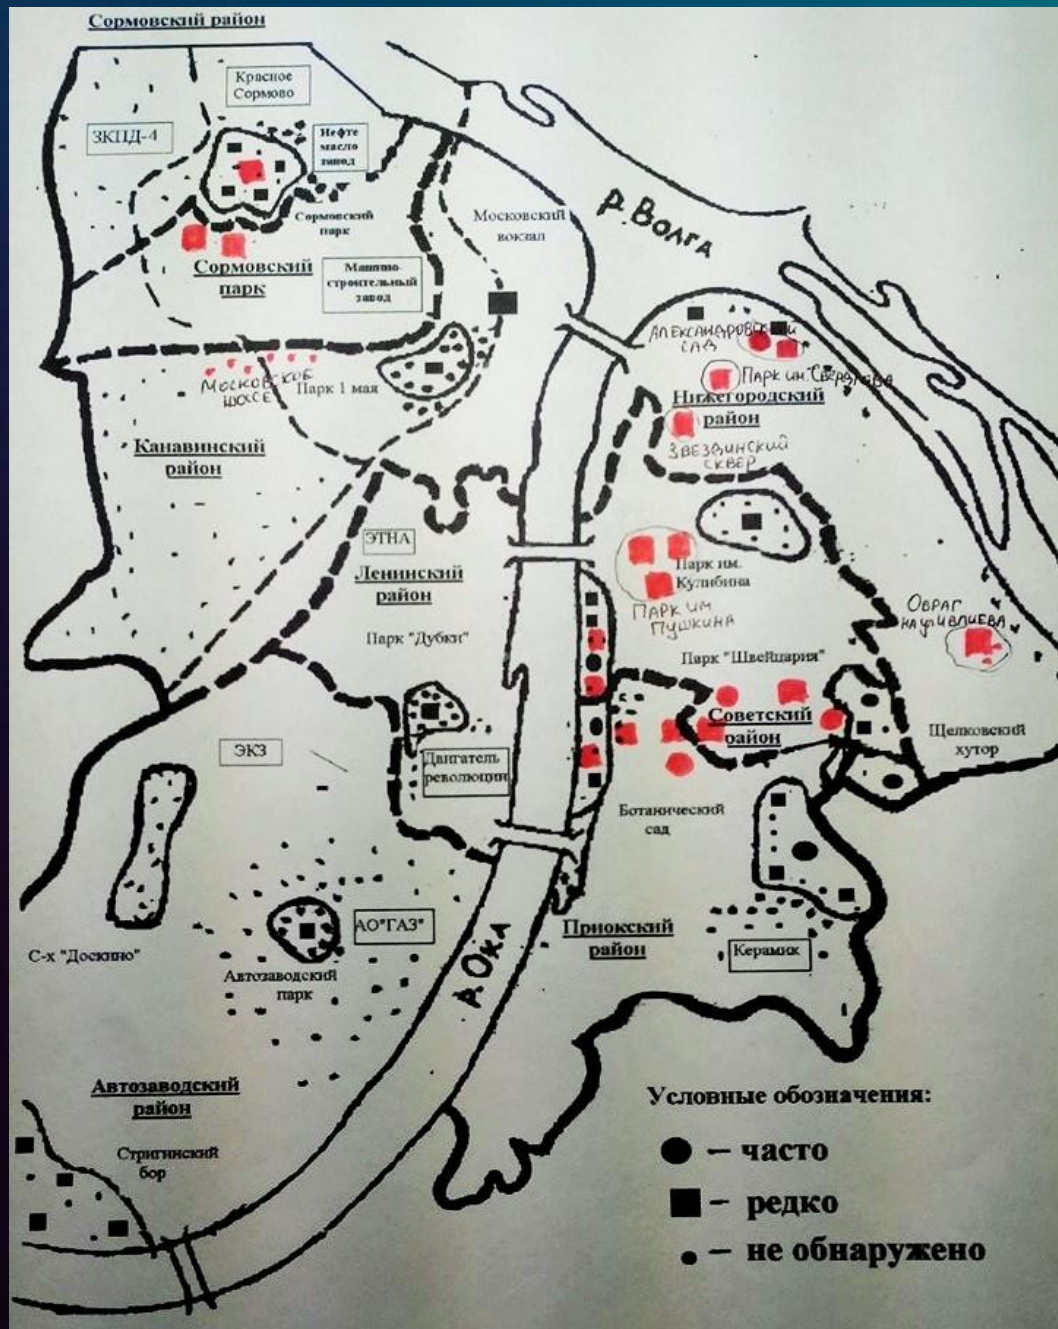 Сормовский район
Красное
Сормово
ЗКПД-4
Нефте
масло
завод
Сормовский
парк
Московский
вокзал
р. Волга
Сормовский
парк
Машино-
строительный
завод
Александровский
сад
Московское
шоссе
Парк 1 мая
Парк им. Свердлова
Нижегородский
район
Канавинский
район
Звездинский
сквер
ЭТНА
Ленинский
район
Парк им.
Кулибина
Парк им
Пушкина
Овраг
Парк "Дубки"
Парк "Швейцария"
Советский
район
Щелковский
хутор
ЭКЗ
Двигатель
революции
Ботанический
сад
АО"ГАЗ"
р. Ока
Приокский
район
Керамик
С-х "Доскино"
Автозаводский
парк
Автозаводский
район
Стригинский
бор
Условные обозначения:
– часто
– редко
– не обнаружено